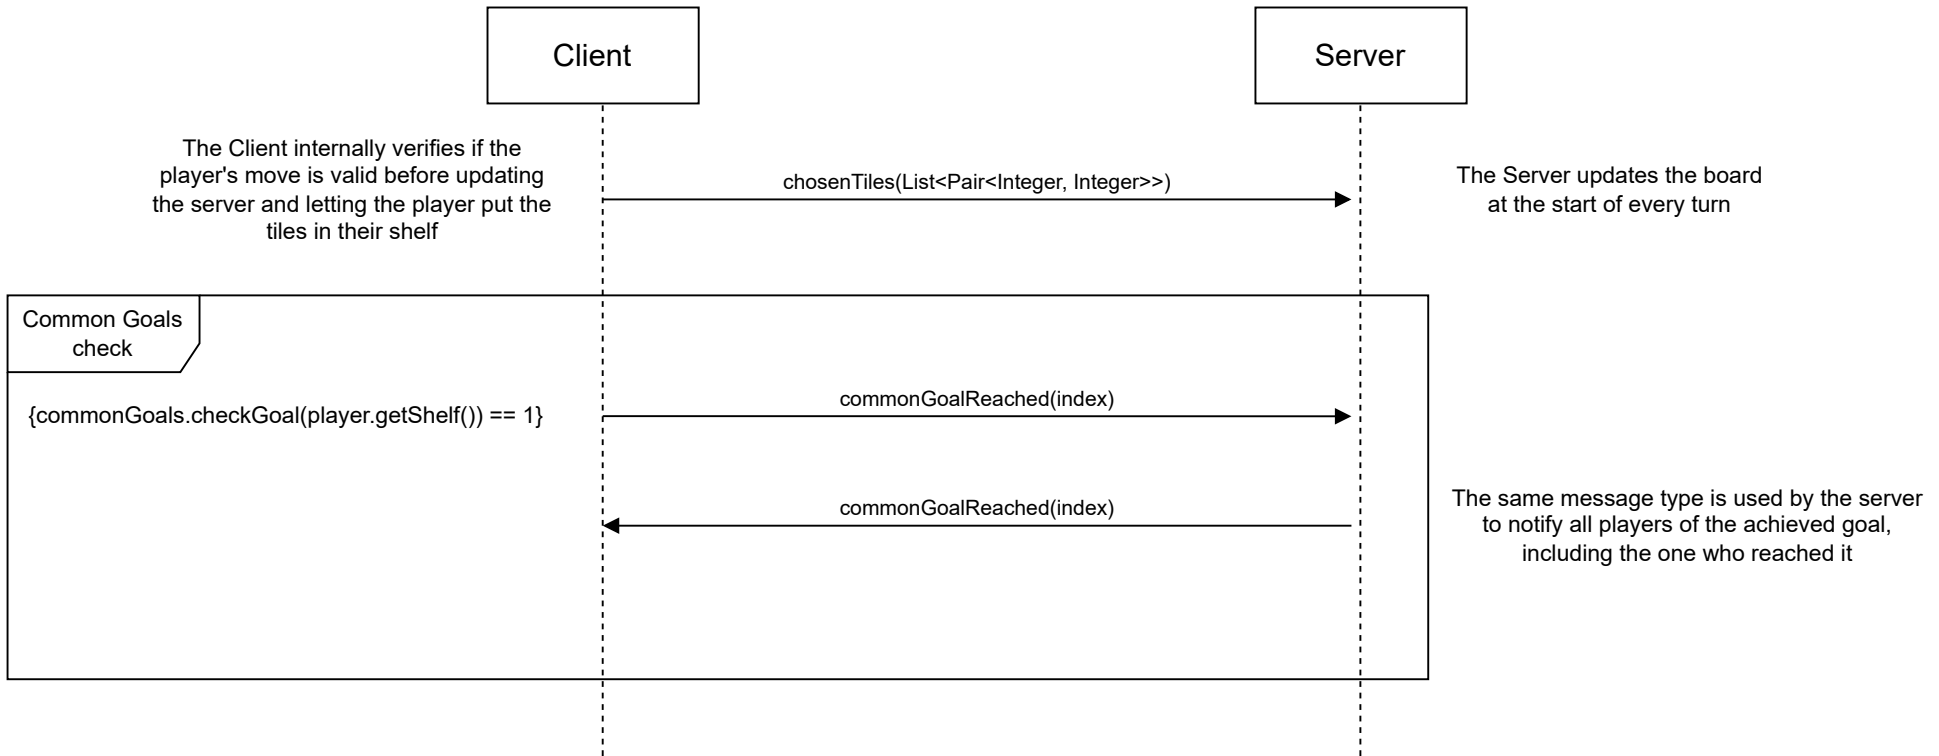 Client
Server
The Client internally verifies if the
player's move is valid before updating
the server and letting the player put the
tiles in their shelf
chosenTiles(List<Pair<Integer, Integer>>)
The Server updates the board
at the start of every turn
Common Goals
check
{commonGoals.checkGoal(player.getShelf()) == 1}
commonGoalReached(index)
commonGoalReached(index)
The same message type is used by the server
to notify all players of the achieved goal,
including the one who reached it